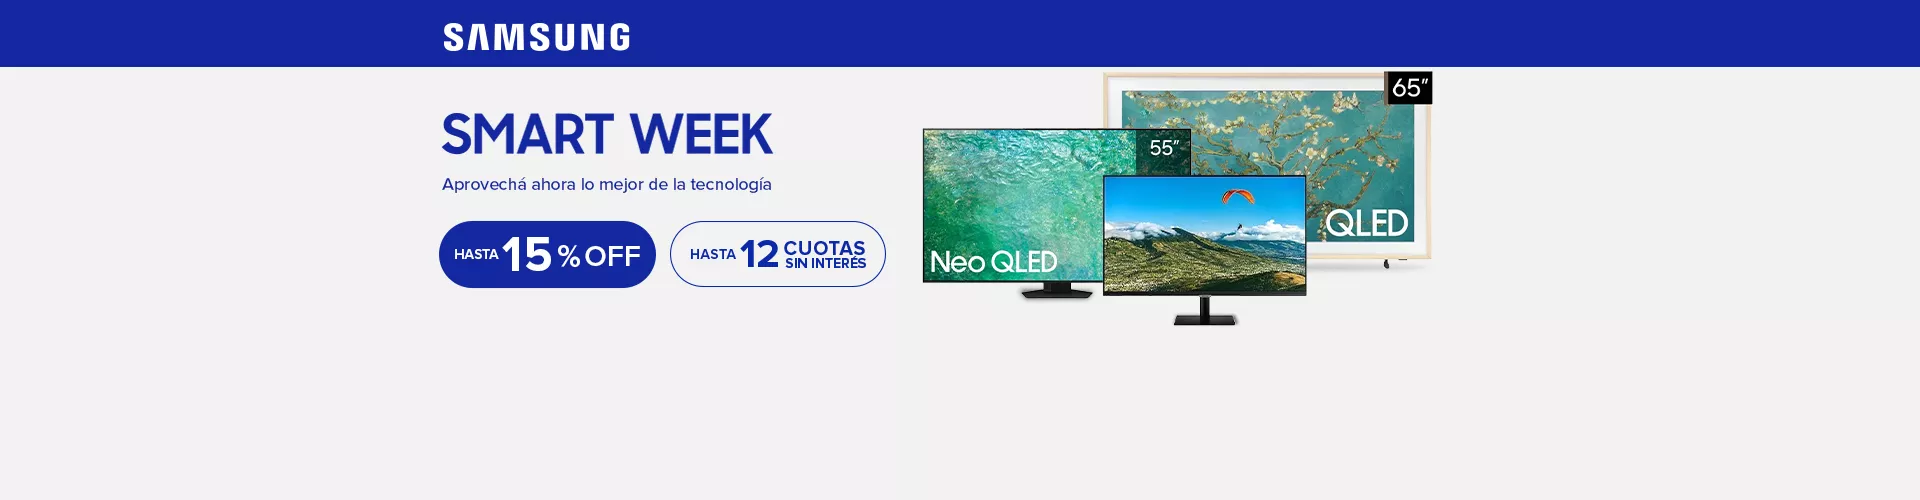 SAMSUNG
SMART WEEK
Aprovechá ahora lo mejor de la tecnología
HASTA 15% OFF
HASTA 12 CUOTAS
SIN INTERÉS
65”
55”
QLED
Neo QLED